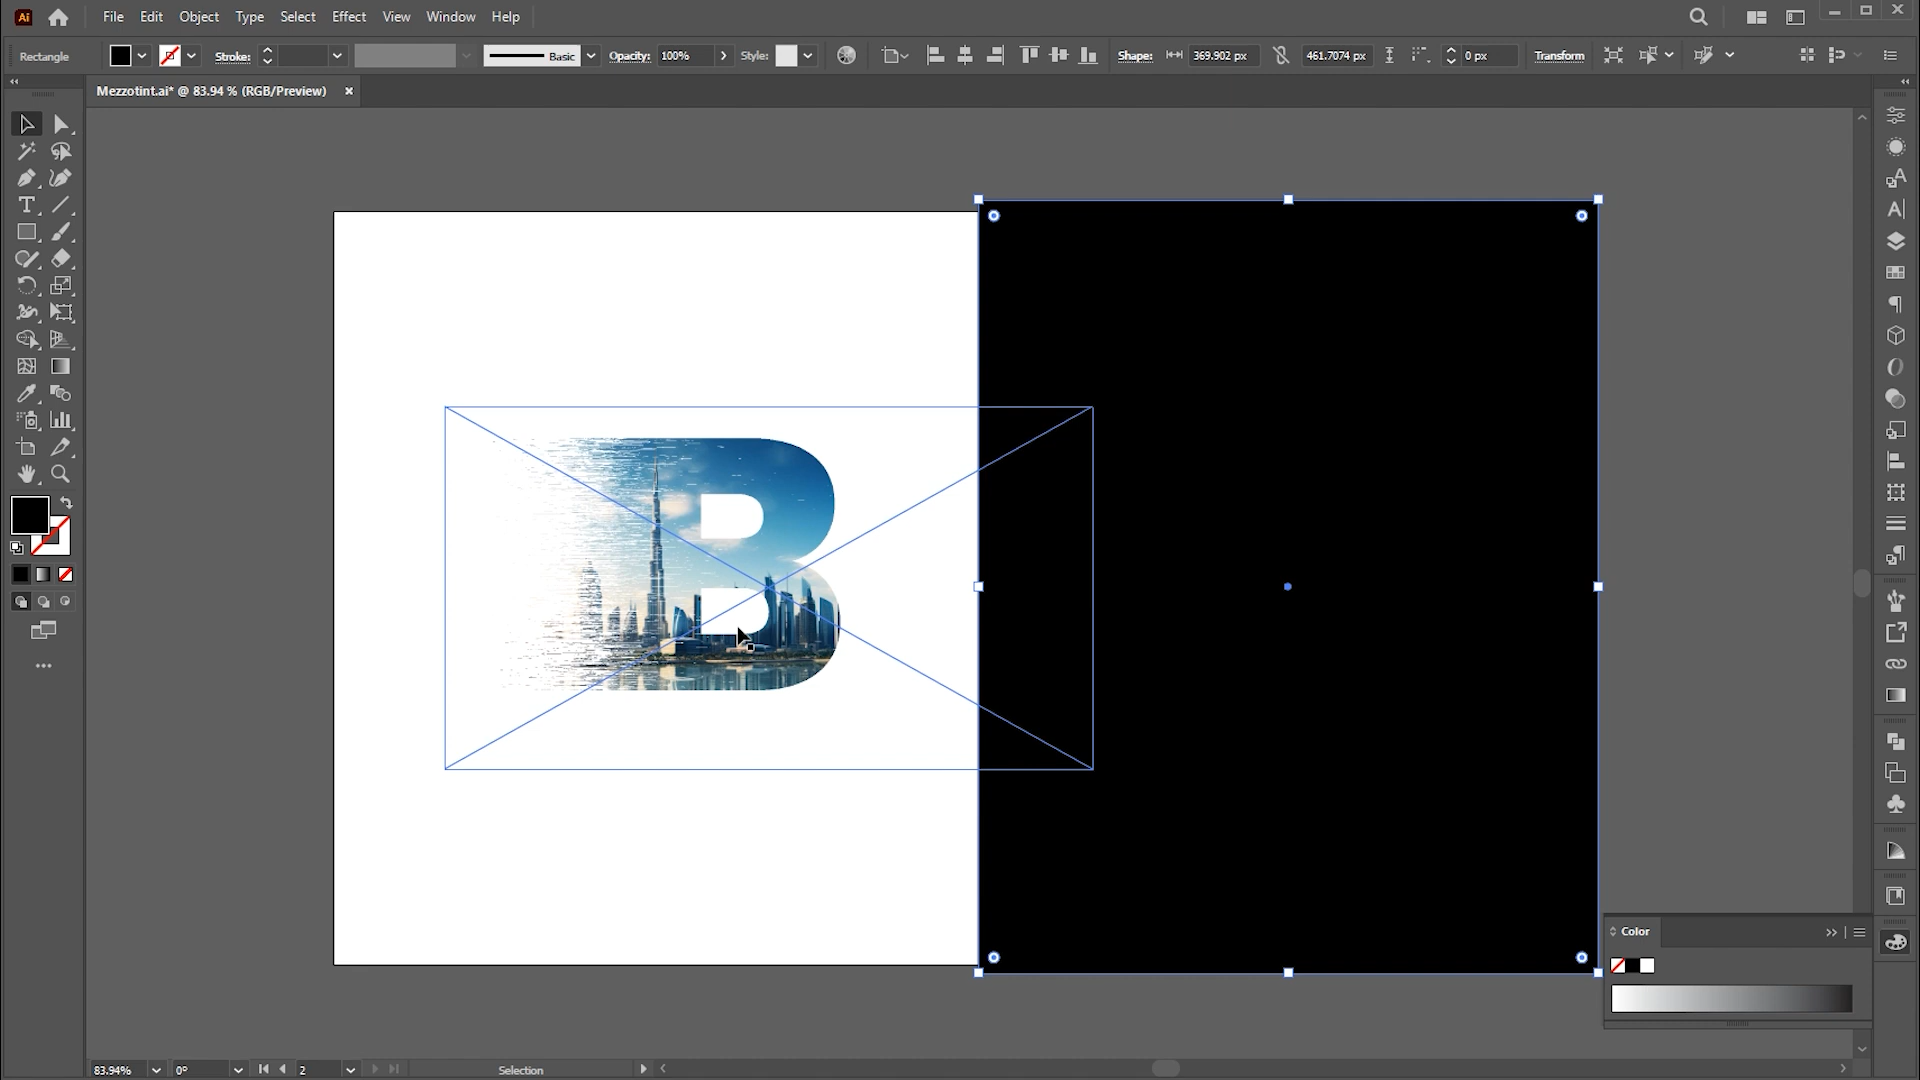 Ai File Edit Object Type Select Effect View Window Help
Rectangle Stroke: Basic Opacity: 100% Style: Shape: 369.902 px 461.7074 px 0 px Transform
Mezzotint.ai* @ 83.94 % (RGB/Preview) ×
B
Color
83.94% 0° 2 Selection